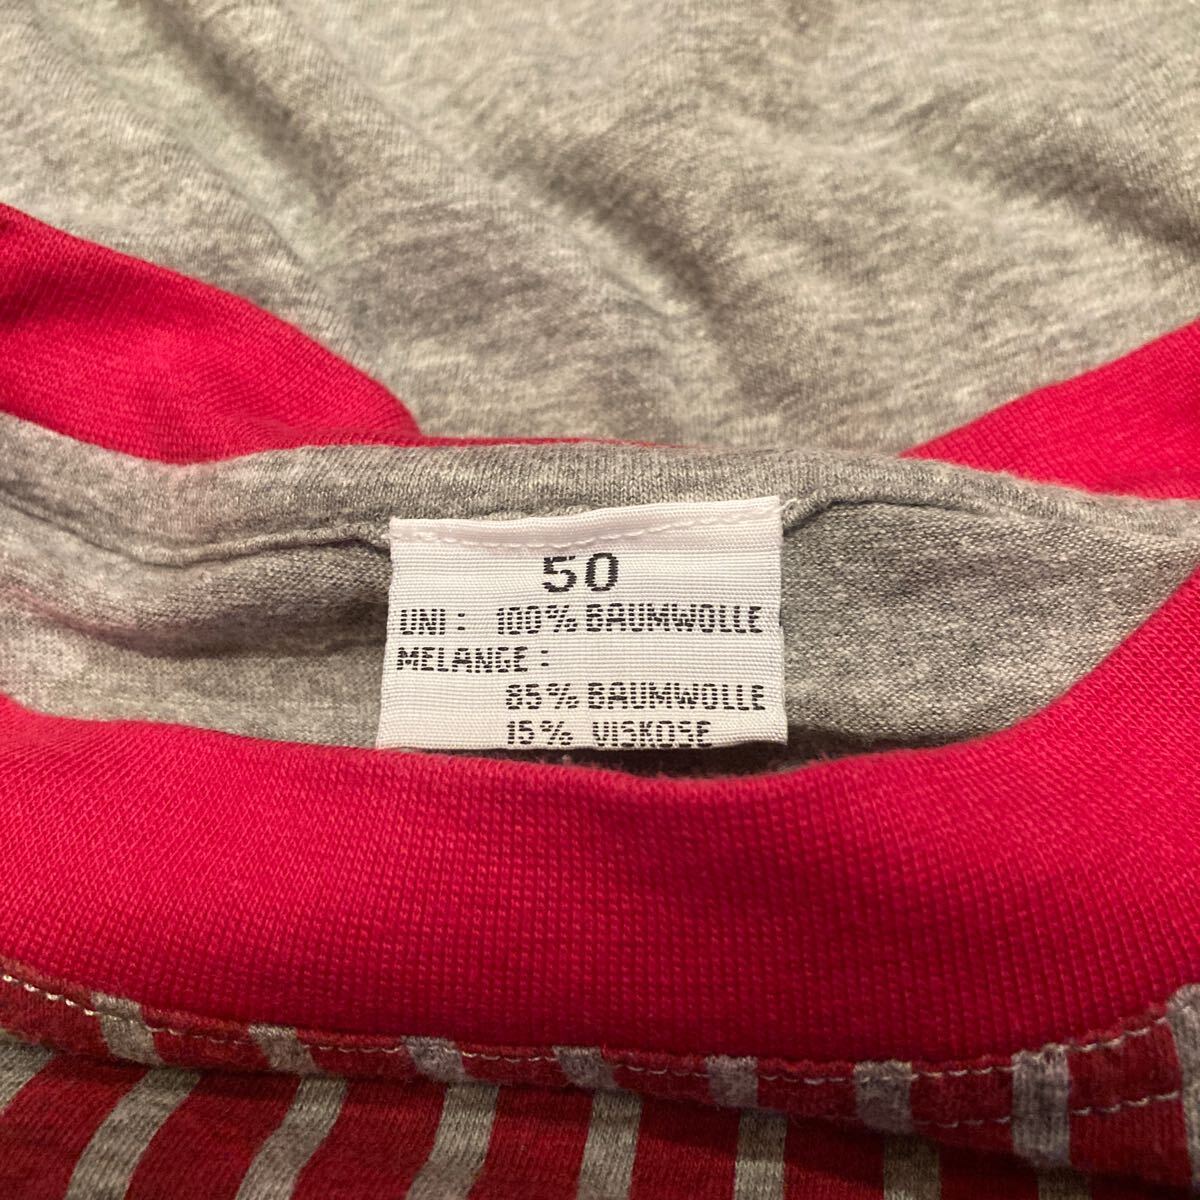 50
UNI: 100% BAUMWOLLE
MELANGE:
85% BAUMWOLLE
15% VISKOSE